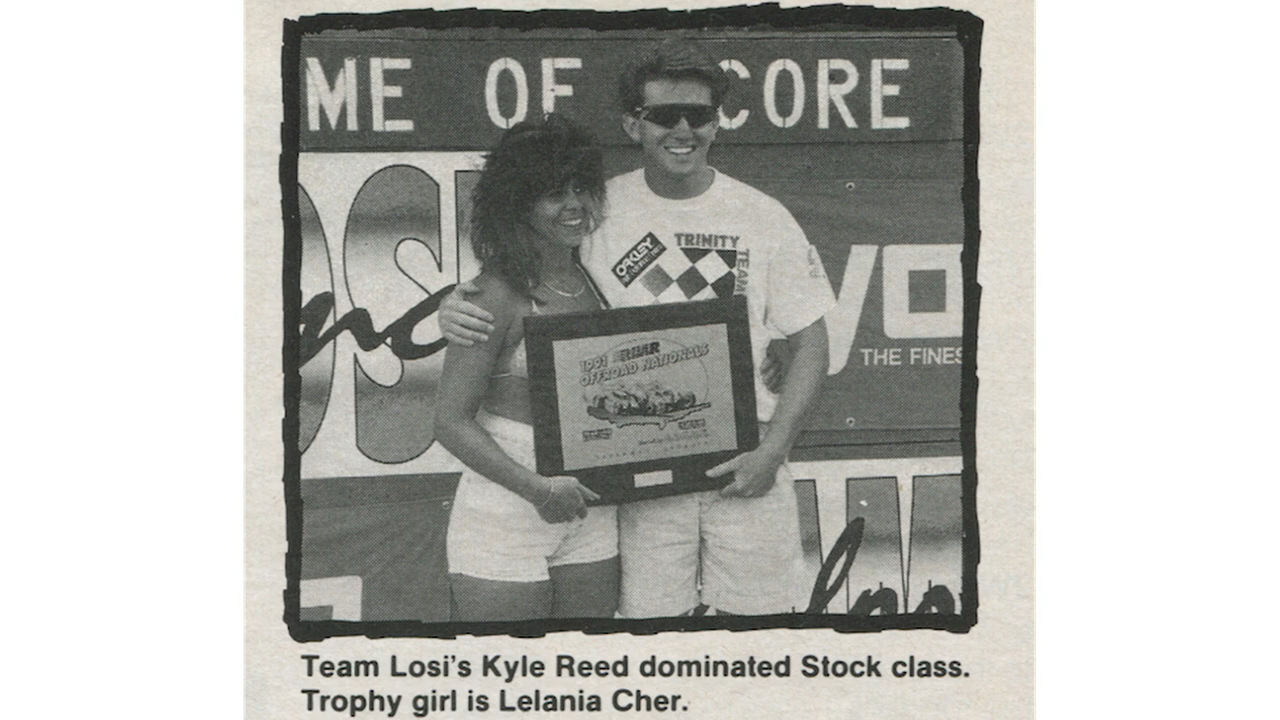 ME OF CORE
OAKLEY
TRINITY
TEAM
THE FINES
1991 ROAR
OFFROAD NATIONALS
Team Losi's Kyle Reed dominated Stock class.
Trophy girl is Lelania Cher.